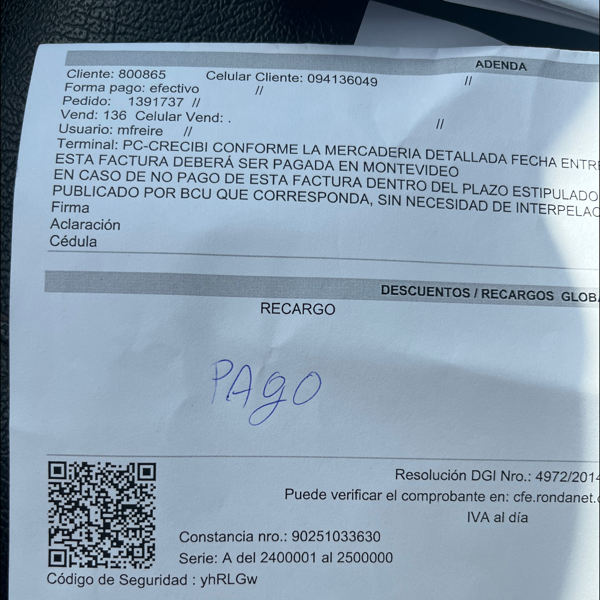 ADENDA
Cliente: 800865 Celular Cliente: 094136049 //
Forma pago: efectivo //
Pedido: 1391737 //
Vend: 136 Celular Vend: . //
Usuario: mfreire //
Terminal: PC-CRECIBI CONFORME LA MERCADERIA DETALLADA FECHA ENTRE
ESTA FACTURA DEBERÁ SER PAGADA EN MONTEVIDEO
EN CASO DE NO PAGO DE ESTA FACTURA DENTRO DEL PLAZO ESTIPULADO
PUBLICADO POR BCU QUE CORRESPONDA, SIN NECESIDAD DE INTERPELAC
Firma
Aclaración
Cédula
DESCUENTOS / RECARGOS GLOBA
RECARGO
PAgO
Resolución DGI Nro.: 4972/2014
Puede verificar el comprobante en: cfe.rondanet.
IVA al día
Constancia nro.: 90251033630
Serie: A del 2400001 al 2500000
Código de Seguridad : yhRLGw